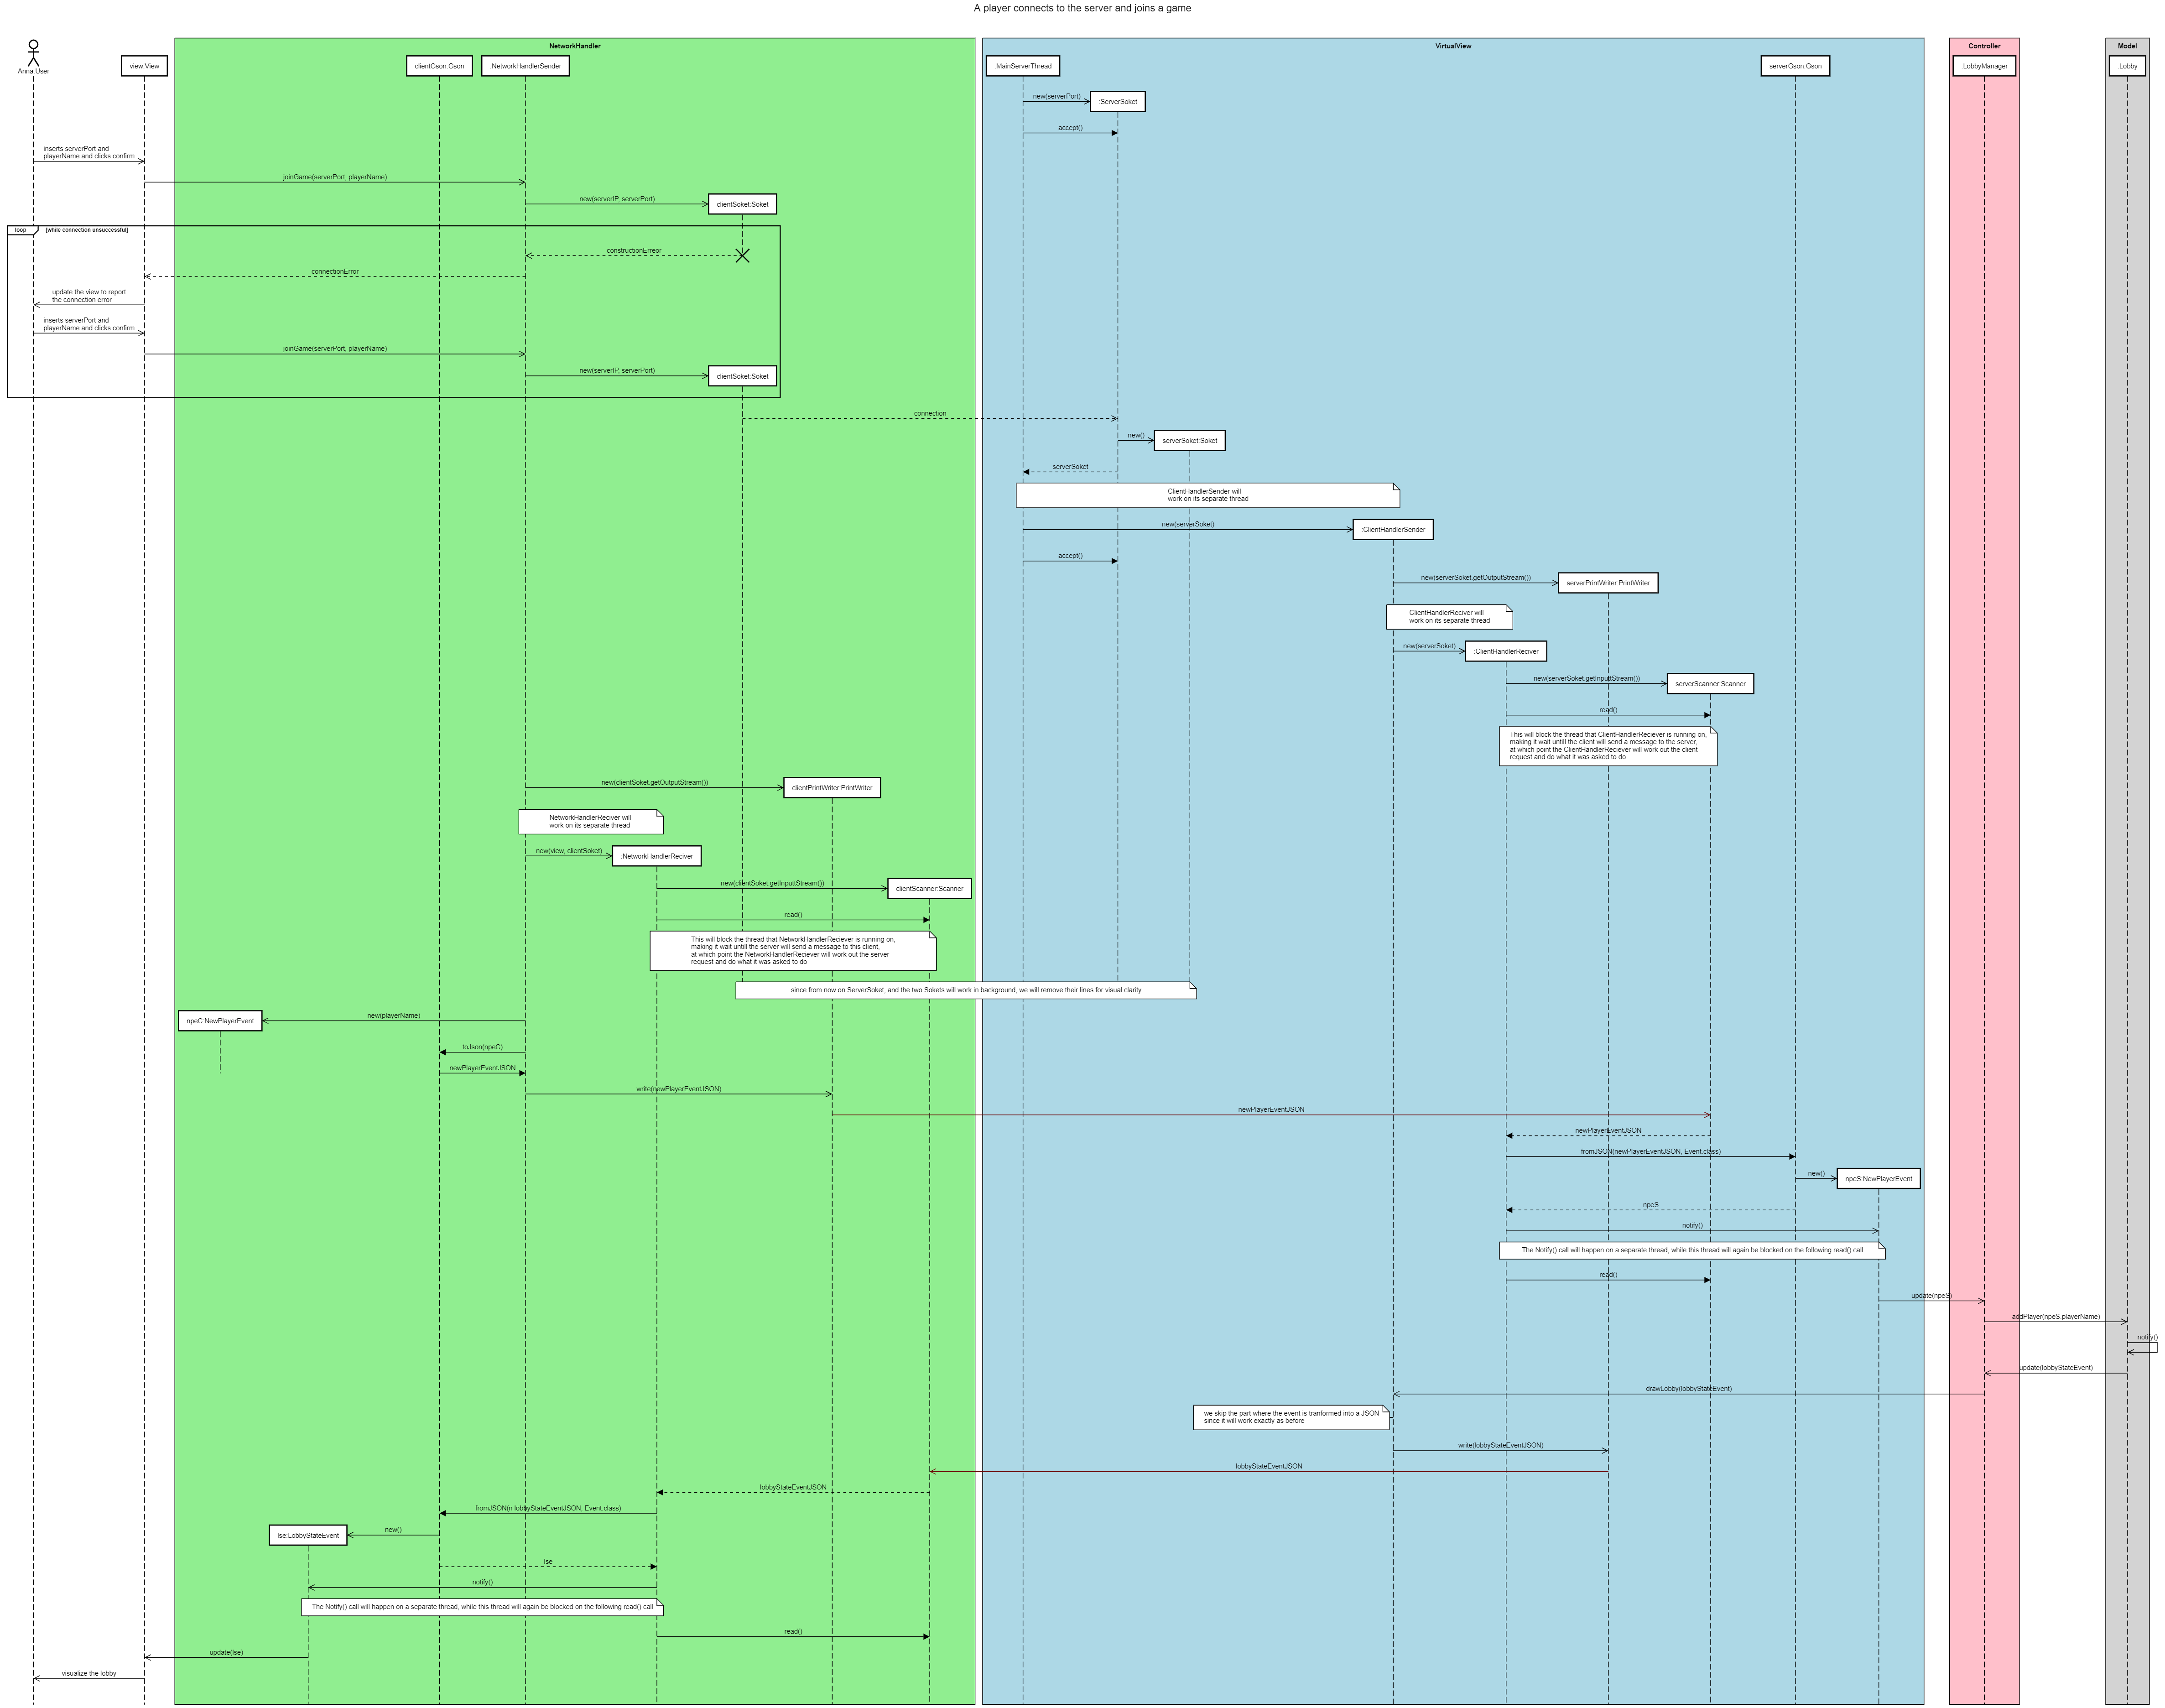 A player connects to the server and joins a game
NetworkHandler
VirtualView
Controller
Model
Anna:User
view:View
clientGson:Gson
:NetworkHandlerSender
:MainServerThread
serverGson:Gson
:LobbyManager
:Lobby
new(serverPort)
:ServerSoket
accept()
inserts serverPort and
playerName and clicks confirm
joinGame(serverPort, playerName)
new(serverIP, serverPort)
clientSoket:Soket
loop
[while connection unsuccessful]
constructionErreor
connectionError
update the view to report
the connection error
inserts serverPort and
playerName and clicks confirm
joinGame(serverPort, playerName)
new(serverIP, serverPort)
clientSoket:Soket
connection
new()
serverSoket:Soket
serverSoket
ClientHandlerSender will
work on its separate thread
new(serverSoket)
:ClientHandlerSender
accept()
new(serverSoket.getOutputStream())
serverPrintWriter:PrintWriter
ClientHandlerReciver will
work on its separate thread
new(serverSoket)
:ClientHandlerReciver
new(serverSoket.getInputtStream())
serverScanner:Scanner
read()
This will block the thread that ClientHandlerReciever is running on,
making it wait untill the client will send a message to the server,
at which point the ClientHandlerReciever will work out the client
request and do what it was asked to do
new(clientSoket.getOutputStream())
clientPrintWriter:PrintWriter
NetworkHandlerReciver will
work on its separate thread
new(view, clientSoket)
:NetworkHandlerReciver
new(clientSoket.getInputtStream())
clientScanner:Scanner
read()
This will block the thread that NetworkHandlerReciever is running on,
making it wait untill the server will send a message to this client,
at which point the NetworkHandlerReciever will work out the server
request and do what it was asked to do
since from now on ServerSoket, and the two Sokets will work in background, we will remove their lines for visual clarity
npeC:NewPlayerEvent
new(playerName)
toJson(npeC)
newPlayerEventJSON
write(newPlayerEventJSON)
newPlayerEventJSON
newPlayerEventJSON
fromJSON(newPlayerEventJSON, Event.class)
new()
npeS:NewPlayerEvent
npeS
notify()
The Notify() call will happen on a separate thread, while this thread will again be blocked on the following read() call
read()
update(npeS)
addPlayer(npeS.playerName)
notify()
update(lobbyStateEvent)
drawLobby(lobbyStateEvent)
we skip the part where the event is tranformed into a JSON
since it will work exactly as before
write(lobbyStateEventJSON)
lobbyStateEventJSON
lobbyStateEventJSON
fromJSON(n lobbyStateEventJSON, Event.class)
lse:LobbyStateEvent
new()
lse
notify()
The Notify() call will happen on a separate thread, while this thread will again be blocked on the following read() call
read()
update(lse)
visualize the lobby